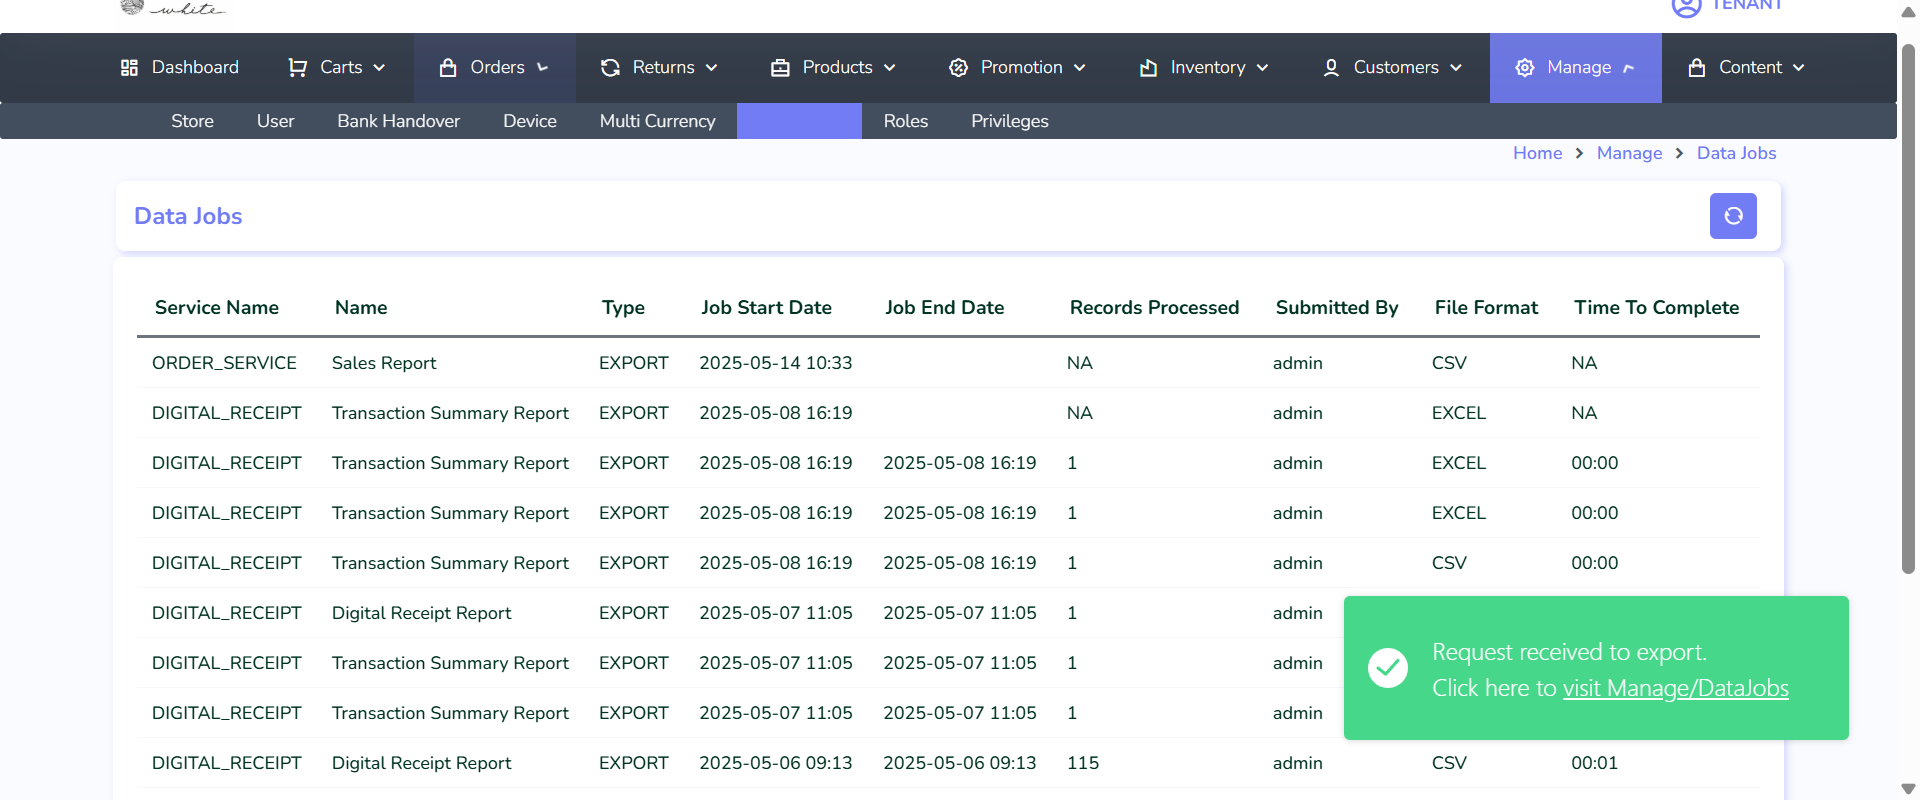 white
TENANT
Dashboard Carts Orders Returns Products Promotion Inventory Customers Manage Content
Store User Bank Handover Device Multi Currency Roles Privileges
Home > Manage > Data Jobs
Data Jobs
Service Name Name Type Job Start Date Job End Date Records Processed Submitted By File Format Time To Complete
ORDER_SERVICE Sales Report EXPORT 2025-05-14 10:33 NA admin CSV NA
DIGITAL_RECEIPT Transaction Summary Report EXPORT 2025-05-08 16:19 NA admin EXCEL NA
DIGITAL_RECEIPT Transaction Summary Report EXPORT 2025-05-08 16:19 2025-05-08 16:19 1 admin EXCEL 00:00
DIGITAL_RECEIPT Transaction Summary Report EXPORT 2025-05-08 16:19 2025-05-08 16:19 1 admin EXCEL 00:00
DIGITAL_RECEIPT Transaction Summary Report EXPORT 2025-05-08 16:19 2025-05-08 16:19 1 admin CSV 00:00
DIGITAL_RECEIPT Digital Receipt Report EXPORT 2025-05-07 11:05 2025-05-07 11:05 1 admin
DIGITAL_RECEIPT Transaction Summary Report EXPORT 2025-05-07 11:05 2025-05-07 11:05 1 admin
DIGITAL_RECEIPT Transaction Summary Report EXPORT 2025-05-07 11:05 2025-05-07 11:05 1 admin
DIGITAL_RECEIPT Digital Receipt Report EXPORT 2025-05-06 09:13 2025-05-06 09:13 115 admin CSV 00:01
Request received to export.
Click here to visit Manage/DataJobs